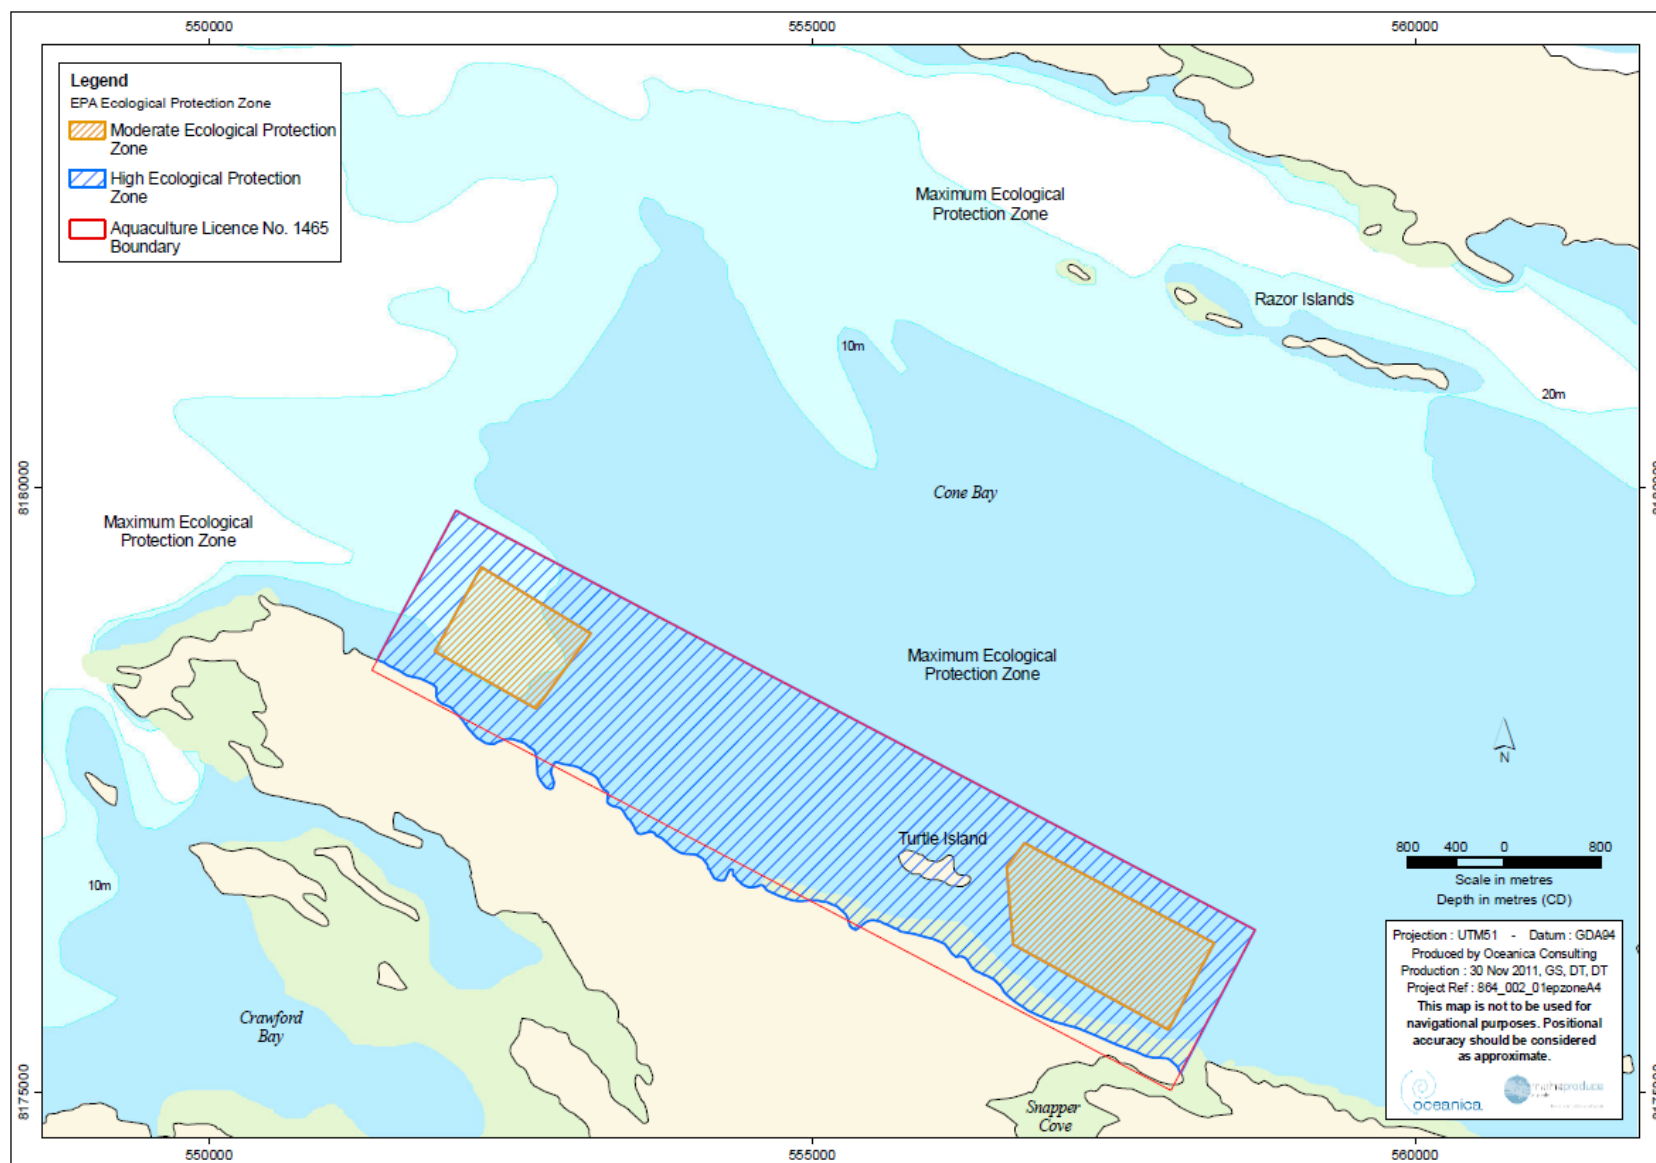 550000
555000
560000
Legend
EPA Ecological Protection Zone
Moderate Ecological Protection
Zone
High Ecological Protection
Zone
Aquaculture Licence No. 1465
Boundary
Maximum Ecological
Protection Zone
Razor Islands
10m
20m
8180000
Cone Bay
Maximum Ecological
Protection Zone
Maximum Ecological
Protection Zone
N
Turtle Island
800 400 0 800
Scale in metres
Depth in metres (CD)
10m
Projection : UTM51 - Datum : GDA94
Produced by Oceanica Consulting
Production : 30 Nov 2011, GS, DT, DT
Project Ref : 864_002_01epzoneA4
This map is not to be used for
navigational purposes. Positional
accuracy should be considered
as approximate.
oceanica
Crawford
Bay
8175000
Snapper
Cove
550000
555000
560000